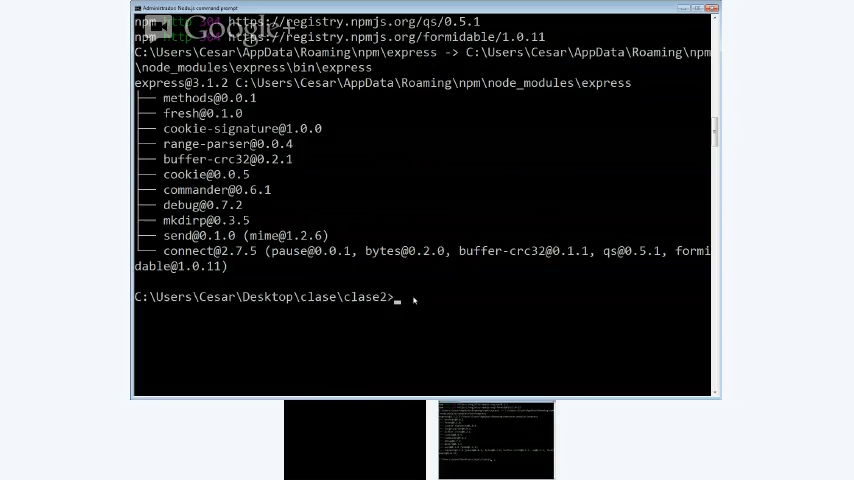 Administrador: Node.js command prompt
npm http 304 https://registry.npmjs.org/qs/0.5.1
npm http 304 https://registry.npmjs.org/formidable/1.0.11
Google+
C:\Users\Cesar\AppData\Roaming\npm\express -> C:\Users\Cesar\AppData\Roaming\npm
\node_modules\express\bin\express
express@3.1.2 C:\Users\Cesar\AppData\Roaming\npm\node_modules\express
├── methods@0.0.1
├── fresh@0.1.0
├── cookie-signature@1.0.0
├── range-parser@0.0.4
├── buffer-crc32@0.2.1
├── cookie@0.0.5
├── commander@0.6.1
├── debug@0.7.2
├── mkdirp@0.3.5
├── send@0.1.0 (mime@1.2.6)
└── connect@2.7.5 (pause@0.0.1, bytes@0.2.0, buffer-crc32@0.1.1, qs@0.5.1, formi
dable@1.0.11)
C:\Users\Cesar\Desktop\clase\clase2>